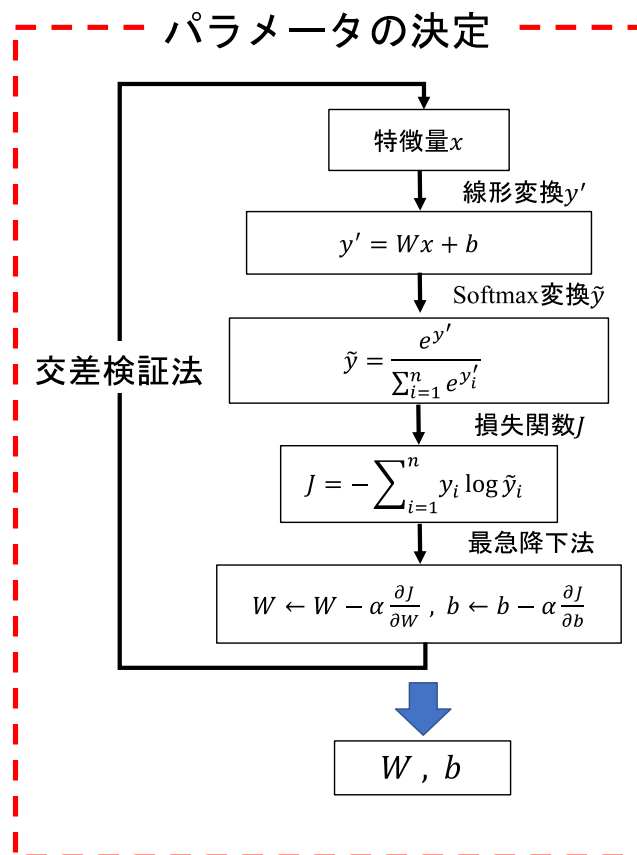 パラメータの決定
特徴量x
線形変換y′
y′ = Wx + b
Softmax変換ỹ
ỹ = e^{y′} / ∑_{i=1}^{n} e^{y′_i}
交差検証法
損失関数J
J = −∑_{i=1}^{n} y_i log ỹ_i
最急降下法
W ← W − α ∂J/∂W , b ← b − α ∂J/∂b
W , b